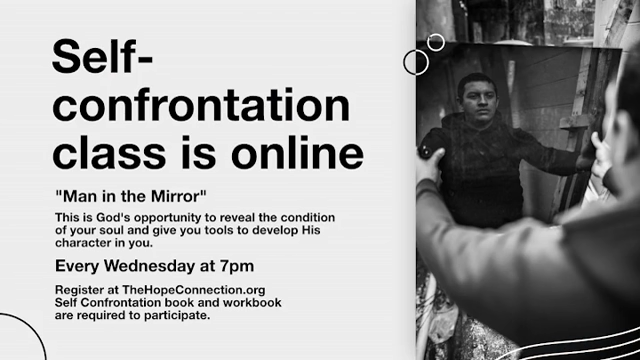 Self-
confrontation
class is online
"Man in the Mirror"
This is God's opportunity to reveal the condition
of your soul and give you tools to develop His
character in you.
Every Wednesday at 7pm
Register at TheHopeConnection.org
Self Confrontation book and workbook
are required to participate.